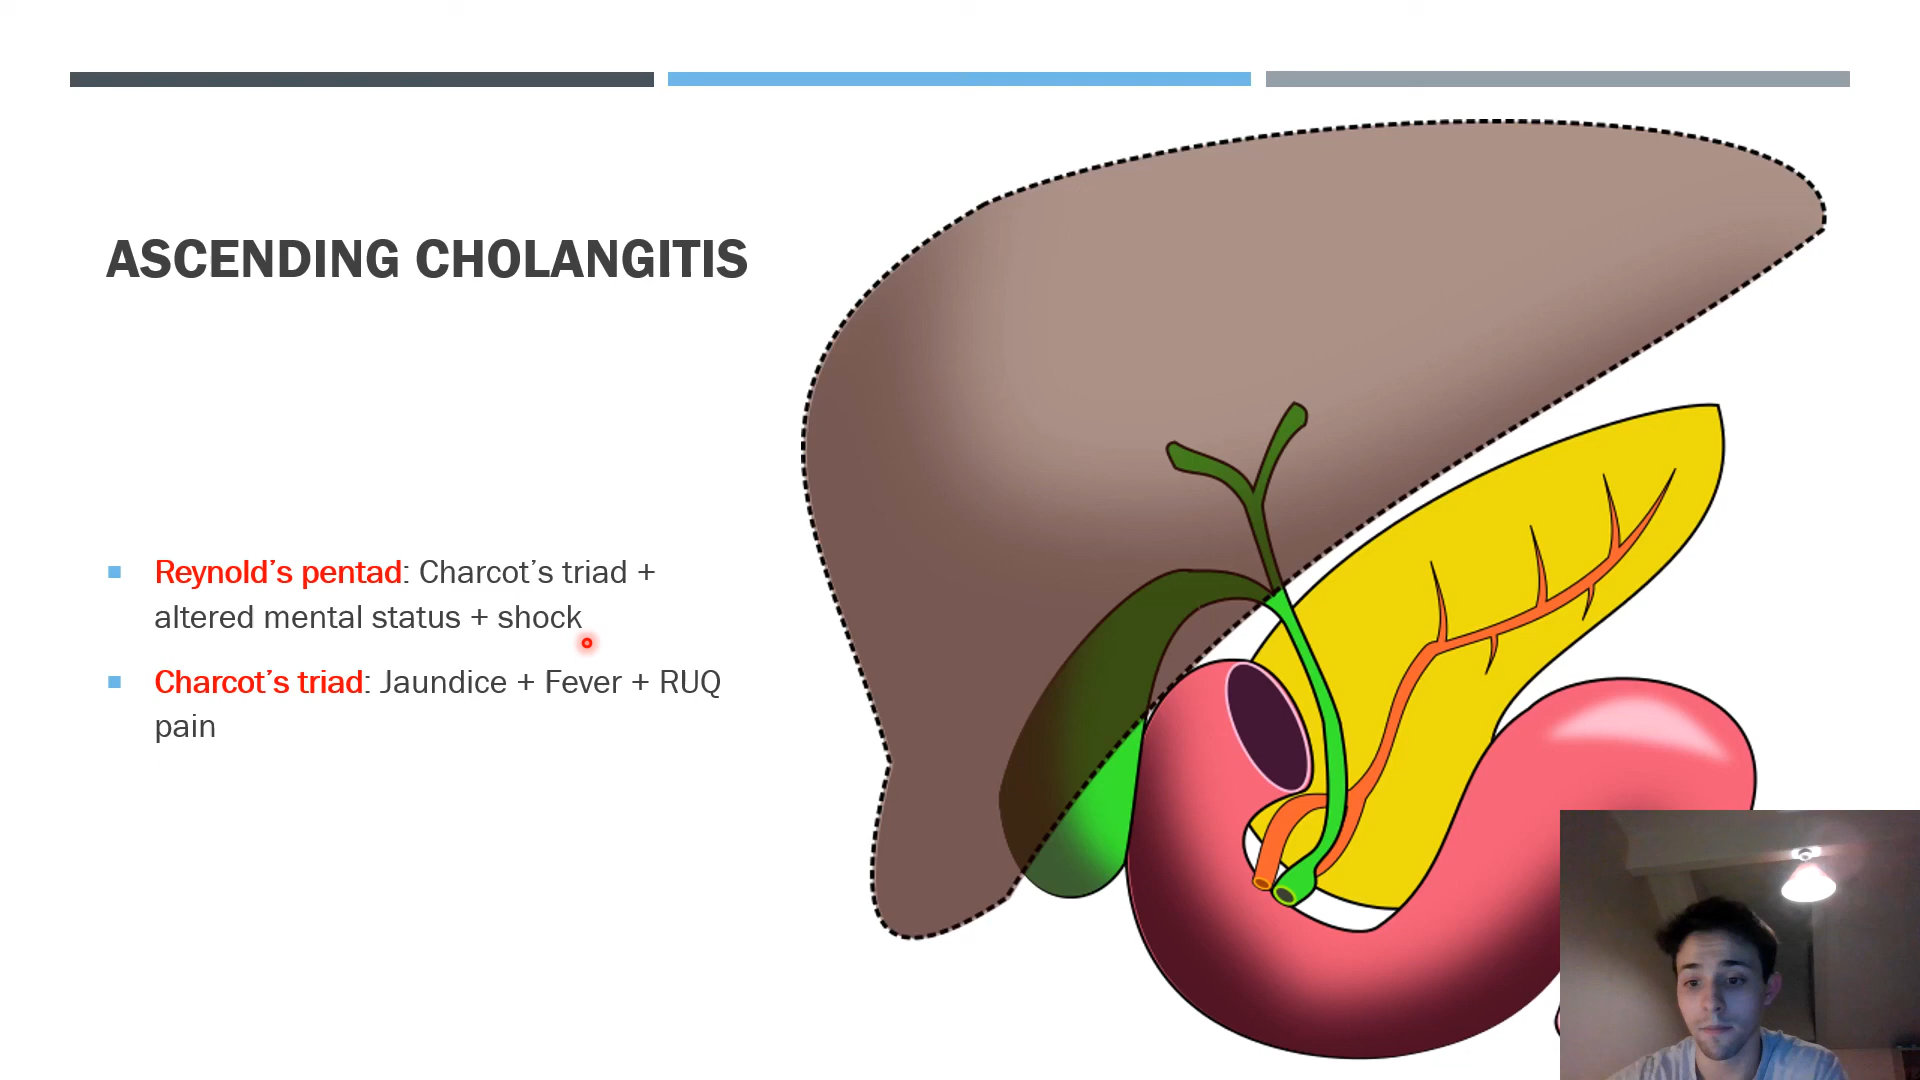 ASCENDING CHOLANGITIS
Reynold’s pentad: Charcot’s triad +
altered mental status + shock
Charcot’s triad: Jaundice + Fever + RUQ
pain